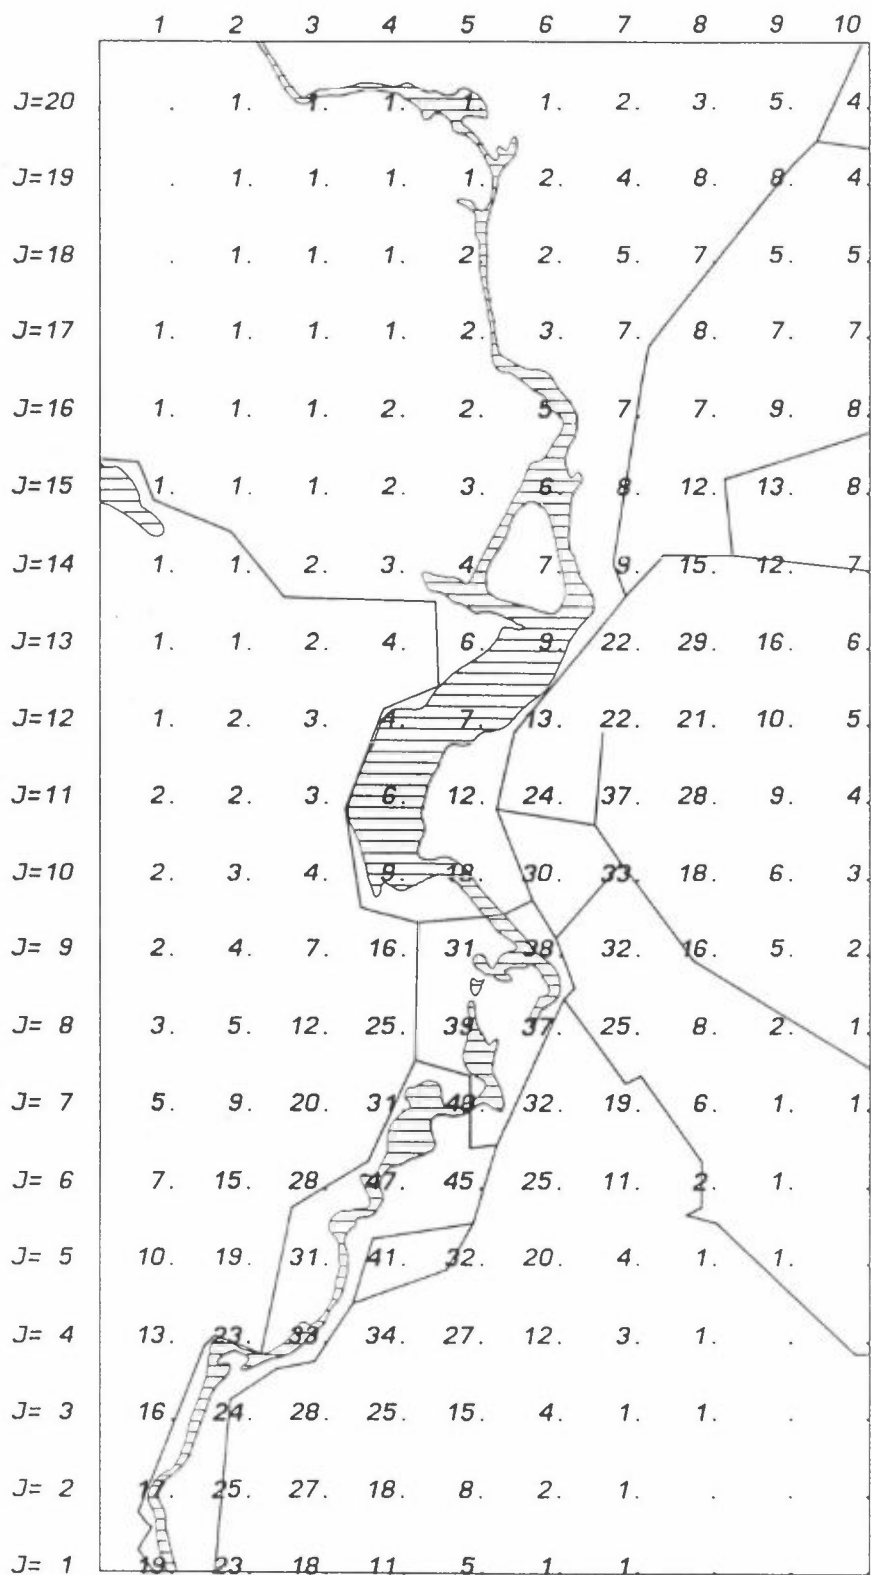 1 2 3 4 5 6 7 8 9 10
J=20 . 1. 1. 1. 1. 1. 2. 3. 5. 4.
J=19 . 1. 1. 1. 1. 2. 4. 8. 8. 4.
J=18 . 1. 1. 1. 2. 2. 5. 7. 5. 5.
J=17 1. 1. 1. 1. 2. 3. 7. 8. 7. 7.
J=16 1. 1. 1. 2. 2. 5. 7. 7. 9. 8.
J=15 1. 1. 1. 2. 3. 6. 8. 12. 13. 8.
J=14 1. 1. 2. 3. 4. 7. 9. 15. 12. 7.
J=13 1. 1. 2. 4. 6. 9. 22. 29. 16. 6.
J=12 1. 2. 3. 4. 7. 13. 22. 21. 10. 5.
J=11 2. 2. 3. 6. 12. 24. 37. 28. 9. 4.
J=10 2. 3. 4. 9. 18. 30. 33. 18. 6. 3.
J= 9 2. 4. 7. 16. 31. 38. 32. 16. 5. 2.
J= 8 3. 5. 12. 25. 39. 37. 25. 8. 2. 1.
J= 7 5. 9. 20. 31. 32. 19. 6. 1. 1.
J= 6 7. 15. 28. 47. 45. 25. 11. 2. 1. .
J= 5 10. 19. 31. 41. 32. 20. 4. 1. 1. .
J= 4 13. 23. 33. 34. 27. 12. 3. 1. . .
J= 3 16. 24. 28. 25. 15. 4. 1. 1. . .
J= 2 17. 25. 27. 18. 8. 2. 1. . . .
J= 1 19. 23. 18. 11. 5. 1. 1.